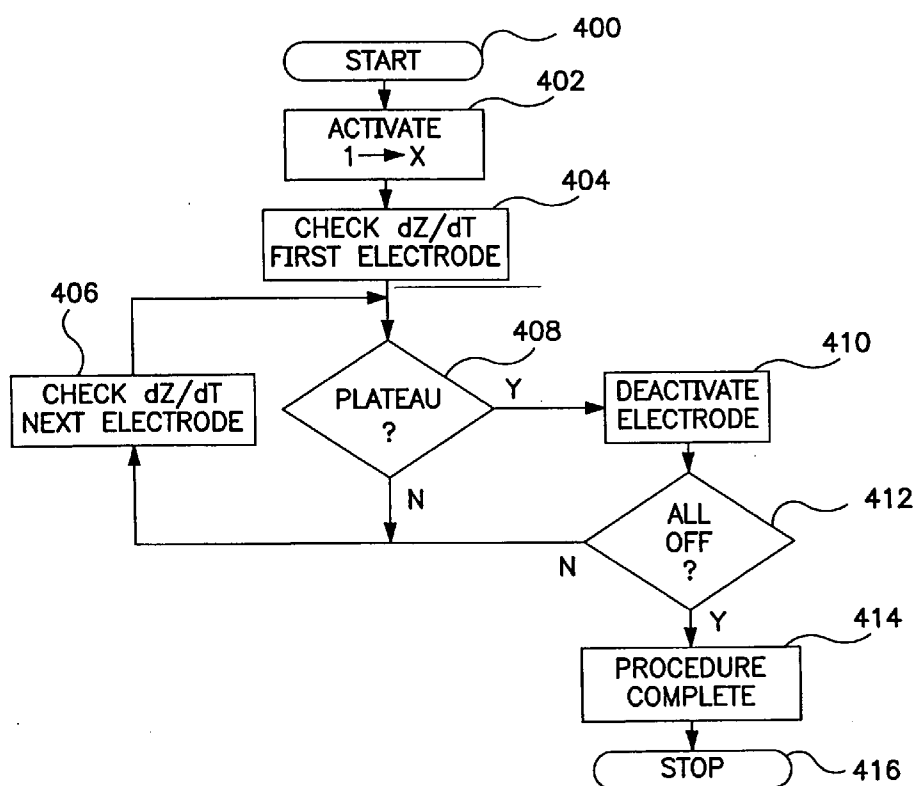 START
400
ACTIVATE
1 → X
402
CHECK dZ/dT
FIRST ELECTRODE
404
406
CHECK dZ/dT
NEXT ELECTRODE
PLATEAU
?
408
Y
N
410
DEACTIVATE
ELECTRODE
ALL
OFF
?
412
N
Y
414
PROCEDURE
COMPLETE
STOP
416